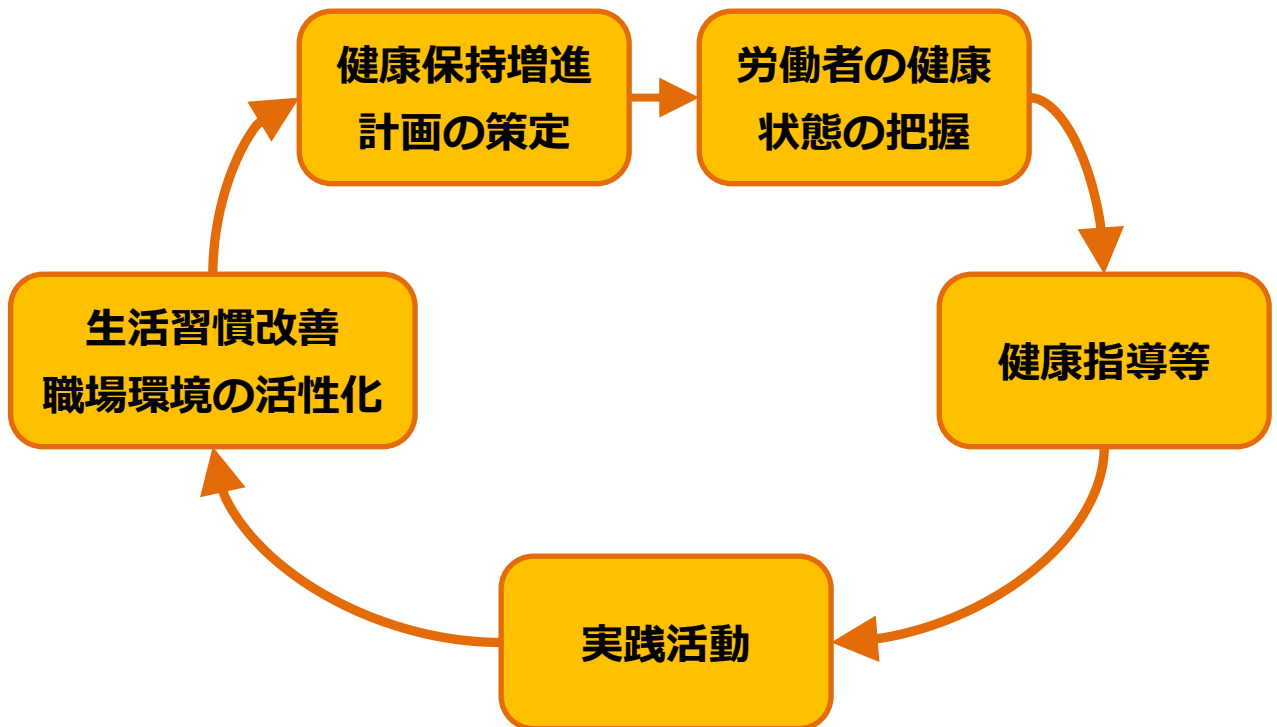 健康保持増進
計画の策定
労働者の健康
状態の把握
健康指導等
実践活動
生活習慣改善
職場環境の活性化